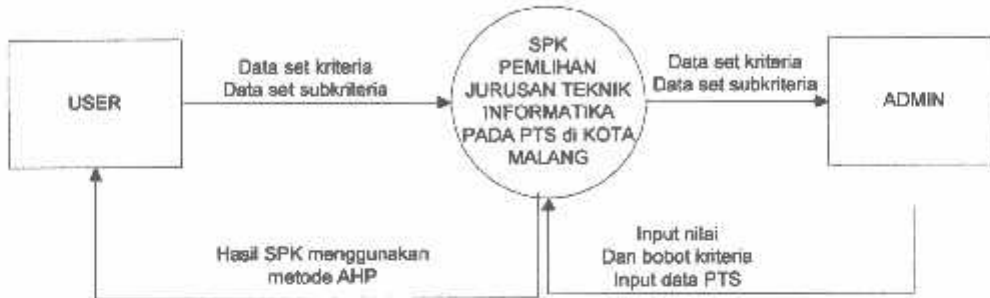 USER
Data set kriteria
Data set subkriteria
SPK
PEMLIHAN
JURUSAN TEKNIK
INFORMATIKA
PADA PTS di KOTA
MALANG
Data set kriteria
Data set subkriteria
ADMIN
Hasil SPK menggunakan
metode AHP
Input nilai
Dan bobot kriteria
Input data PTS